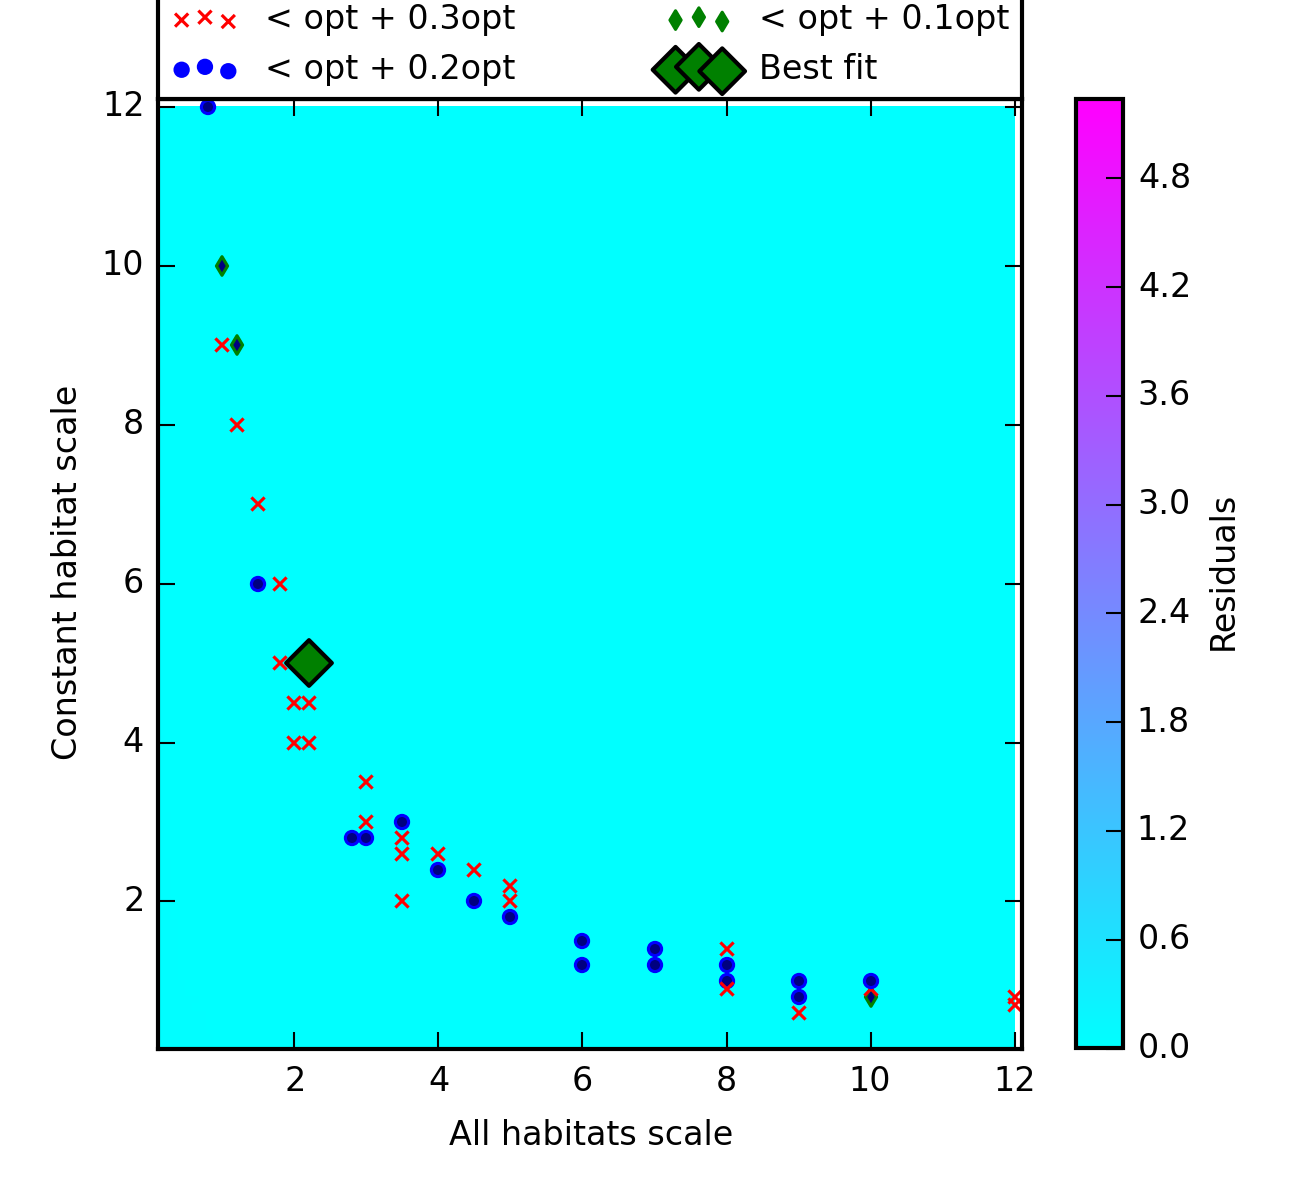 < opt + 0.3opt
< opt + 0.1opt
< opt + 0.2opt
Best fit
12
10
8
6
4
2
Constant habitat scale
2 4 6 8 10 12
All habitats scale
4.8
4.2
3.6
3.0
2.4
1.8
1.2
0.6
0.0
Residuals